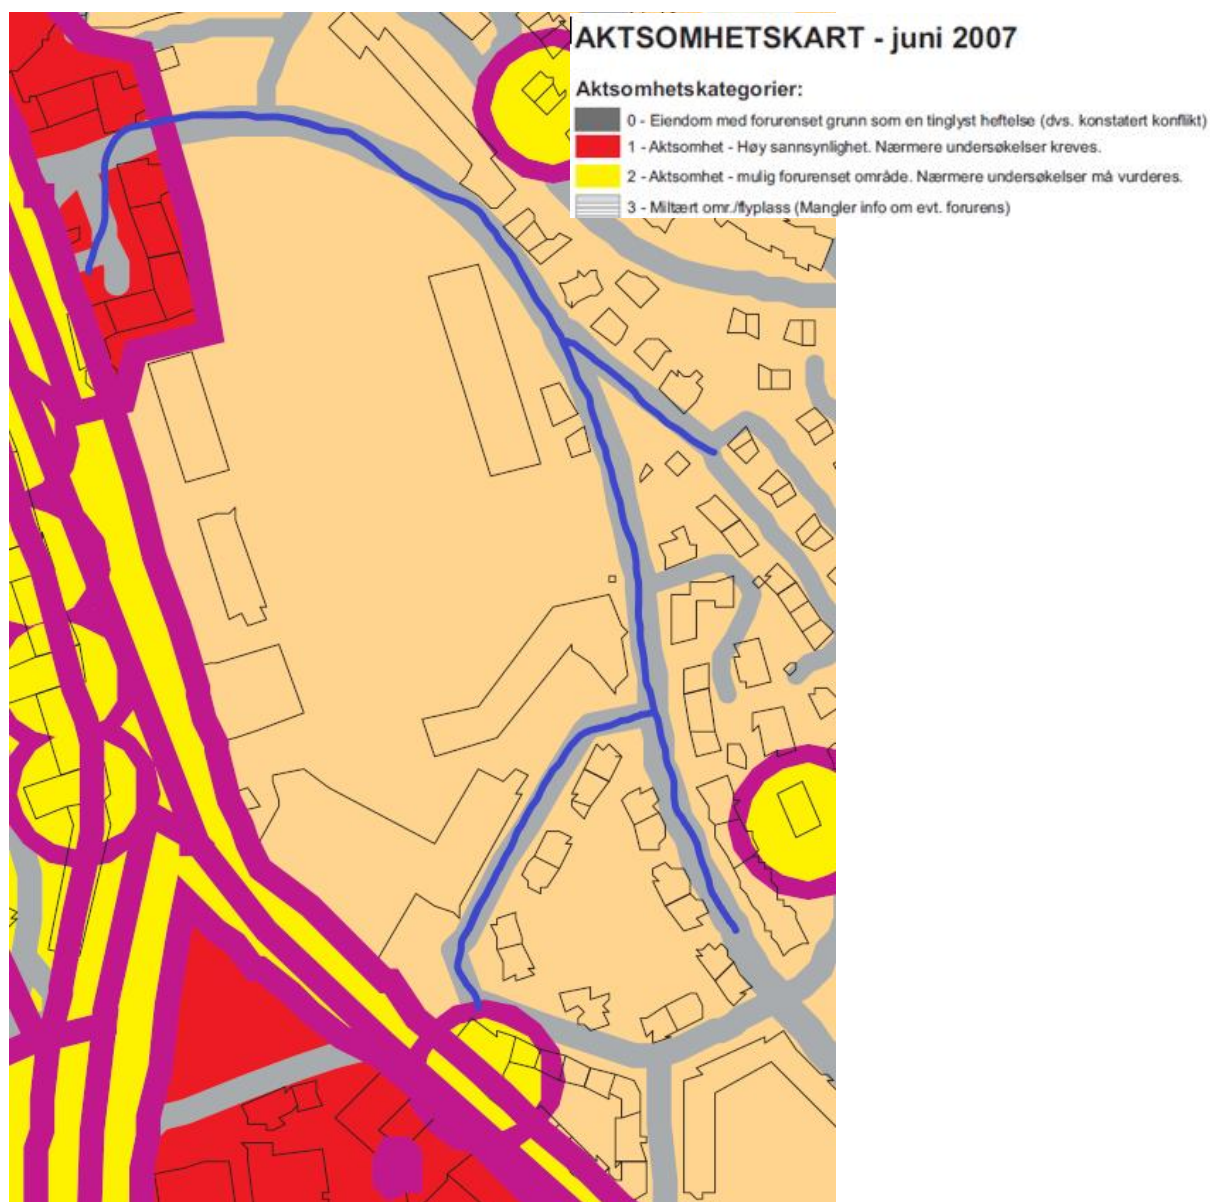 AKTSOMHETSKART - juni 2007
Aktsomhetskategorier:
0 - Eiendom med forurenset grunn som en tinglyst heftelse (dvs. konstatert konflikt)
1 - Aktsomhet - Høy sannsynlighet. Nærmere undersøkelser kreves.
2 - Aktsomhet - mulig forurenset område. Nærmere undersøkelser må vurderes.
3 - Miltært omr./flyplass (Mangler info om evt. forurens)